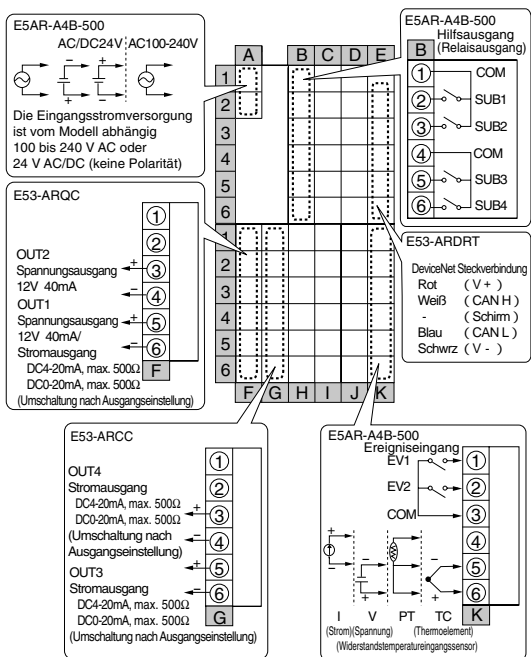 E5AR-A4B-500
AC/DC24V AC100-240V
+ - - +
Die Eingangsstromversorgung
ist vom Modell abhängig
100 bis 240 V AC oder
24 V AC/DC (keine Polarität)
A B C D E
1
2
3
4
5
6
1
2
3
4
5
6
F G H I J K
E5AR-A4B-500
Hilfsausgang
(Relaisausgang)
B
1 COM
2 SUB1
3 SUB2
4 COM
5 SUB3
6 SUB4
E53-ARQC
1
2
OUT2
Spannungsausgang + 3
12V 40mA - 4
OUT1
Spannungsausgang + 5
12V 40mA/
Stromausgang - 6
DC4-20mA, max. 500Ω F
DC0-20mA, max. 500Ω
(Umschaltung nach Ausgangseinstellung)
E53-ARDRT
DeviceNet Steckverbindung
Rot (V +)
Weiß (CAN H)
- (Schirm)
Blau (CAN L)
Schwrz (V -)
E53-ARCC
1
OUT4
Stromausgang 2
DC4-20mA, max. 500Ω
DC0-20mA, max. 500Ω + 3
(Umschaltung nach - 4
Ausgangseinstellung)
OUT3 + 5
Stromausgang - 6
DC4-20mA, max. 500Ω G
DC0-20mA, max. 500Ω
(Umschaltung nach Ausgangseinstellung)
E5AR-A4B-500
Ereigniseingang
EV1 1
EV2 2
COM 3
4
5
6
+ - - +
- +
I V PT TC K
(Strom)(Spannung) (Thermoelement)
(Widerstandstemperatureingangssensor)